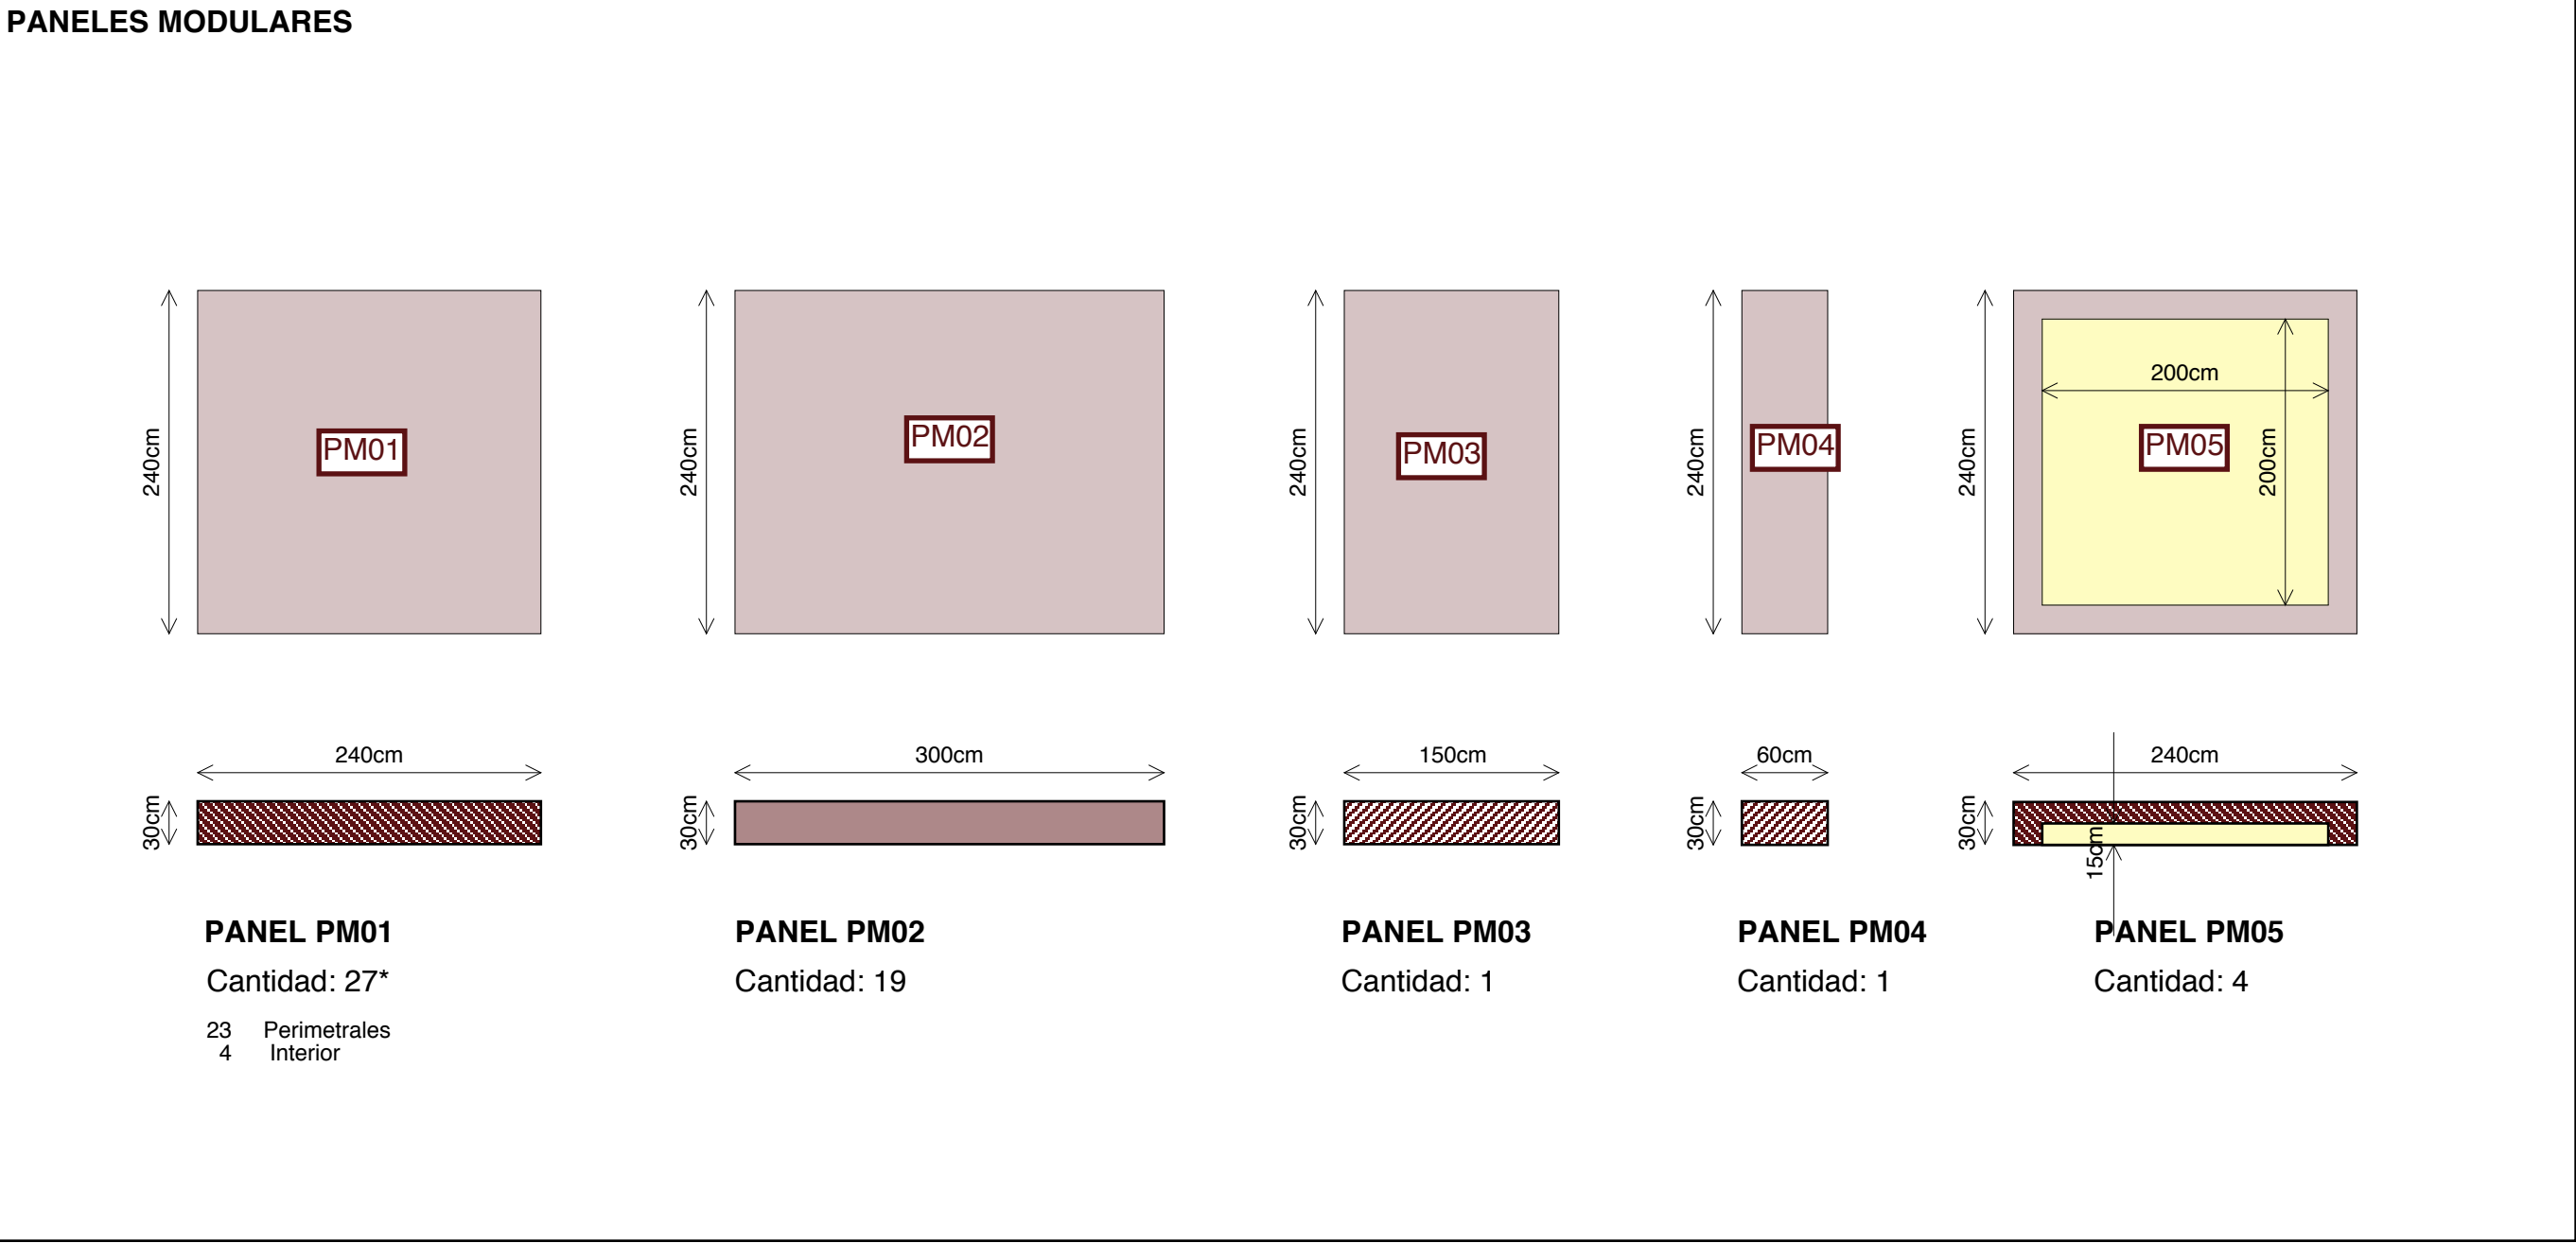 PANELES MODULARES
240cm
PM01
240cm
PM02
240cm
PM03
240cm
PM04
240cm
200cm
PM05
200cm
240cm
30cm
300cm
30cm
150cm
30cm
60cm
30cm
240cm
30cm
15cm
PANEL PM01
Cantidad: 27*
23 Perimetrales
4 Interior
PANEL PM02
Cantidad: 19
PANEL PM03
Cantidad: 1
PANEL PM04
Cantidad: 1
PANEL PM05
Cantidad: 4